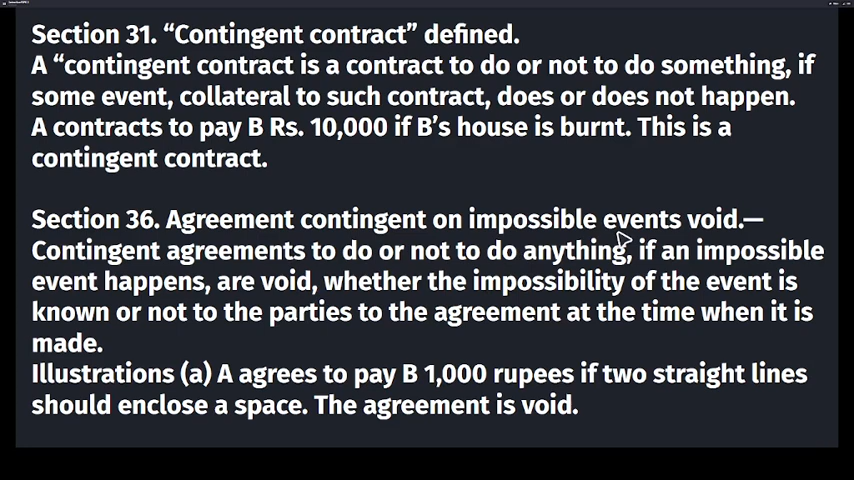 Section 31. “Contingent contract” defined.
A “contingent contract is a contract to do or not to do something, if
some event, collateral to such contract, does or does not happen.
A contracts to pay B Rs. 10,000 if B’s house is burnt. This is a
contingent contract.
Section 36. Agreement contingent on impossible events void.—
Contingent agreements to do or not to do anything, if an impossible
event happens, are void, whether the impossibility of the event is
known or not to the parties to the agreement at the time when it is
made.
Illustrations (a) A agrees to pay B 1,000 rupees if two straight lines
should enclose a space. The agreement is void.